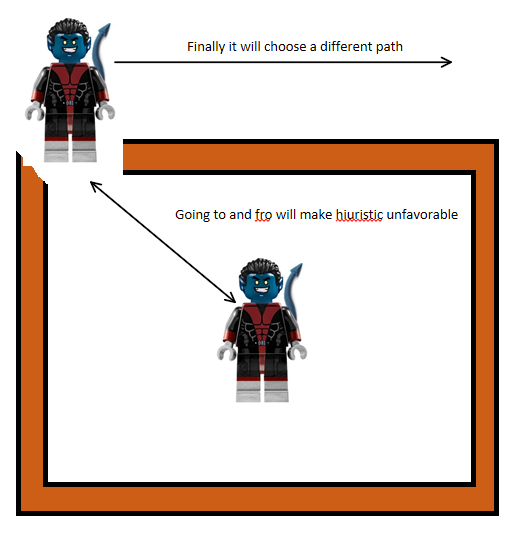 Finally it will choose a different path
Going to and fro will make hiuristic unfavorable